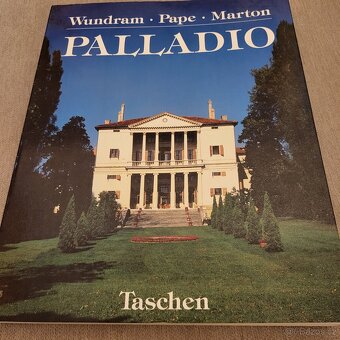 Wundram · Pape · Marton
PALLADIO
Taschen